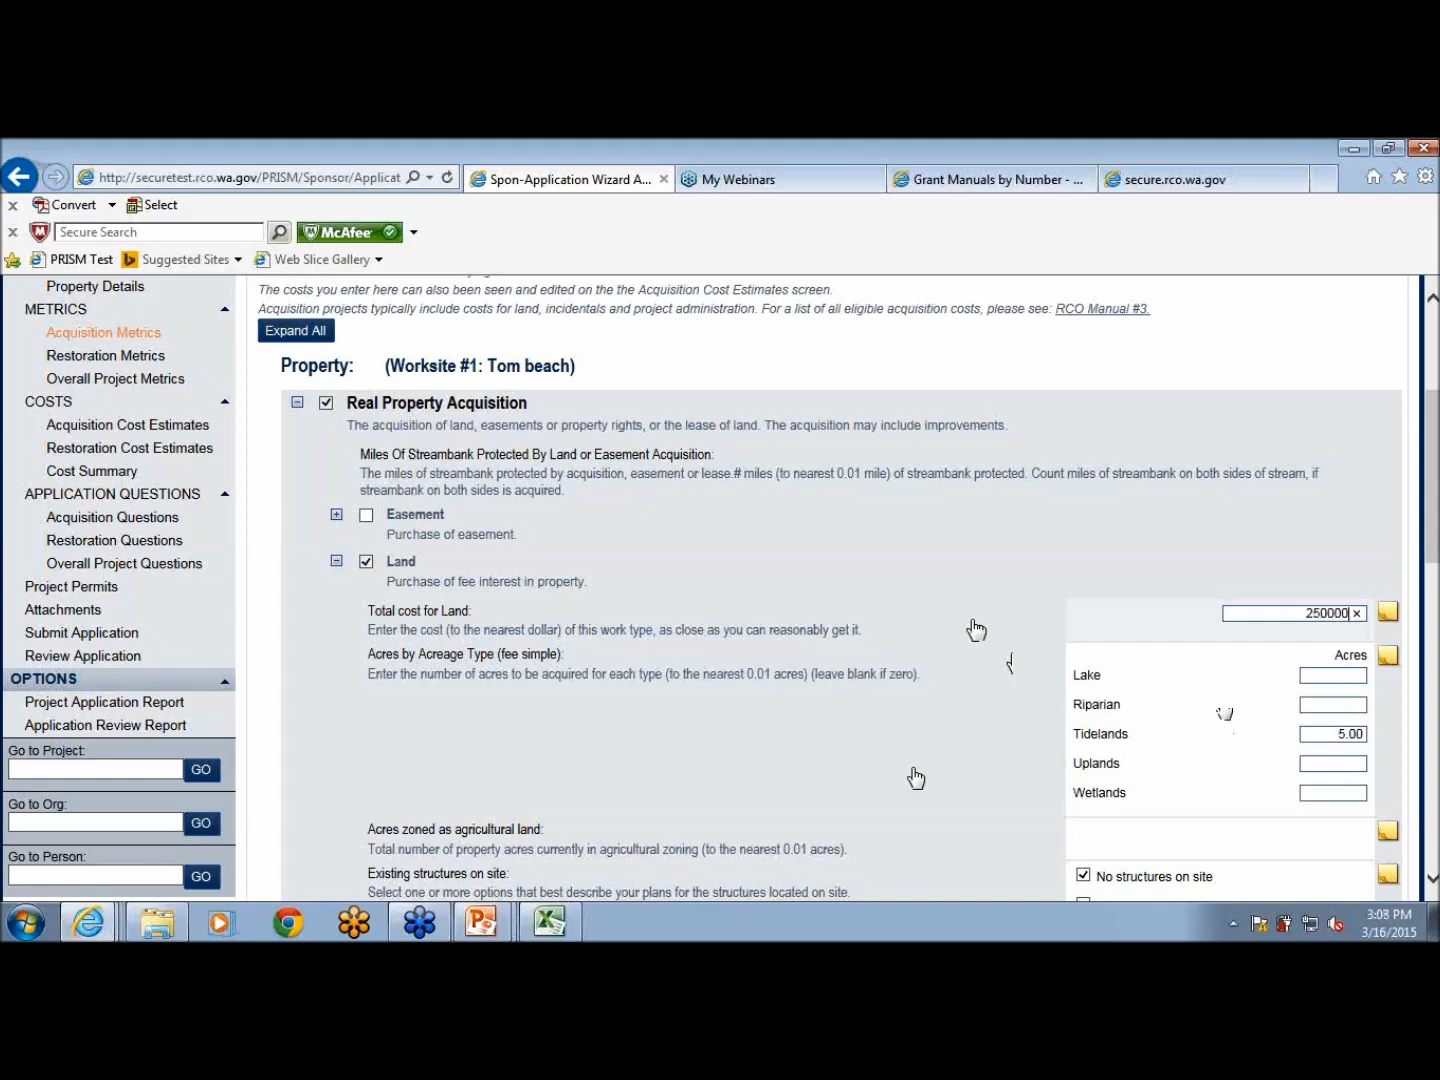 http://securetest.rco.wa.gov/PRISM/Sponsor/Applicat
Spon-Application Wizard A...
My Webinars
Grant Manuals by Number - ...
secure.rco.wa.gov
Convert
Select
Secure Search
McAfee
PRISM Test
Suggested Sites
Web Slice Gallery
Property Details
METRICS
Acquisition Metrics
Restoration Metrics
Overall Project Metrics
COSTS
Acquisition Cost Estimates
Restoration Cost Estimates
Cost Summary
APPLICATION QUESTIONS
Acquisition Questions
Restoration Questions
Overall Project Questions
Project Permits
Attachments
Submit Application
Review Application
OPTIONS
Project Application Report
Application Review Report
Go to Project:
GO
Go to Org:
GO
Go to Person:
GO
The costs you enter here can also been seen and edited on the the Acquisition Cost Estimates screen.
Acquisition projects typically include costs for land, incidentals and project administration. For a list of all eligible acquisition costs, please see: RCO Manual #3.
Expand All
Property: (Worksite #1: Tom beach)
Real Property Acquisition
The acquisition of land, easements or property rights, or the lease of land. The acquisition may include improvements.
Miles Of Streambank Protected By Land or Easement Acquisition:
The miles of streambank protected by acquisition, easement or lease.# miles (to nearest 0.01 mile) of streambank protected. Count miles of streambank on both sides of stream, if
streambank on both sides is acquired.
Easement
Purchase of easement.
Land
Purchase of fee interest in property.
Total cost for Land:
250000
Enter the cost (to the nearest dollar) of this work type, as close as you can reasonably get it.
Acres by Acreage Type (fee simple):
Acres
Enter the number of acres to be acquired for each type (to the nearest 0.01 acres) (leave blank if zero).
Lake
Riparian
Tidelands 5.00
Uplands
Wetlands
Acres zoned as agricultural land:
Total number of property acres currently in agricultural zoning (to the nearest 0.01 acres).
Existing structures on site:
No structures on site
Select one or more options that best describe your plans for the structures located on site.
3:08 PM
3/16/2015